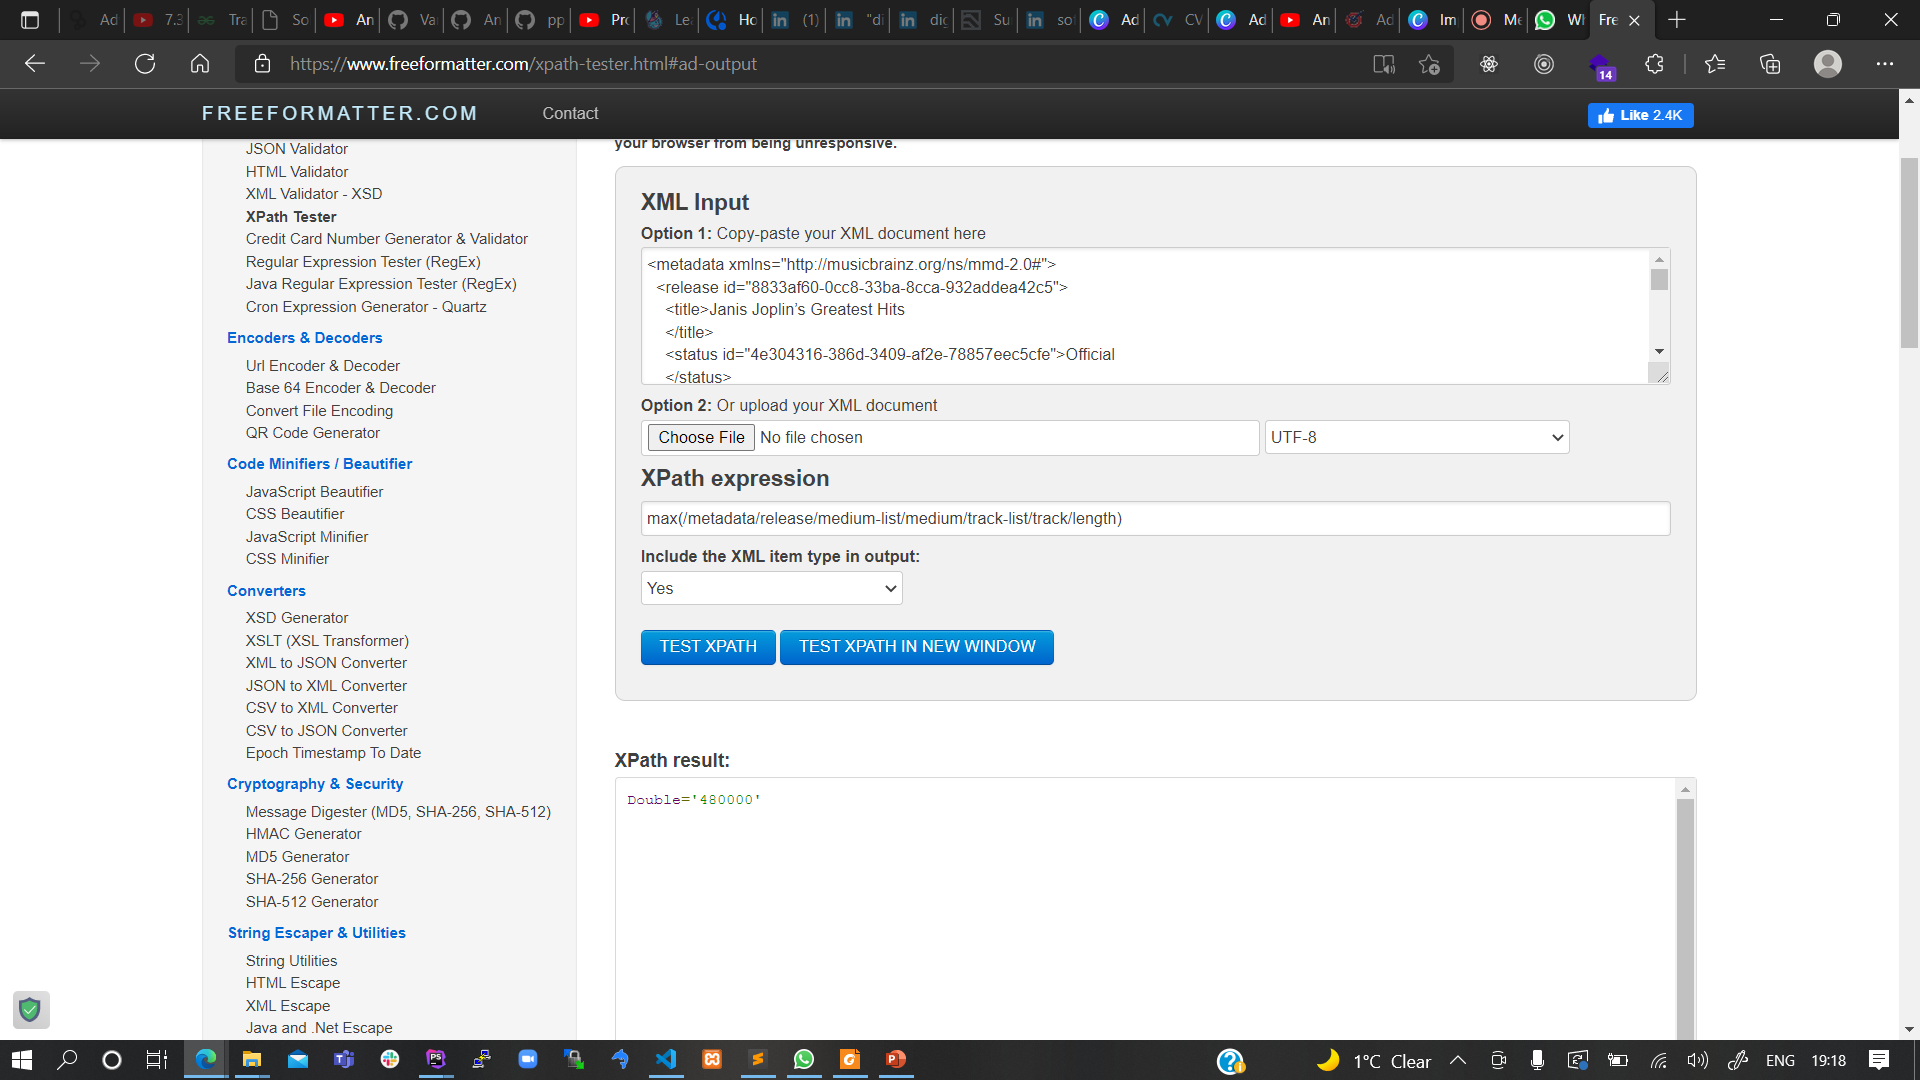 Ad
7.3
Tra
So
An
Va
An
pp
Pro
Lea
Ho
(1)
"di
dig
Su
sof
Ad
CV
Ad
An
Ad
Im
Me
Wh
Fre
https://www.freeformatter.com/xpath-tester.html#ad-output
14
FREEFORMATTER.COM
Contact
Like 2.4K
JSON Validator
HTML Validator
XML Validator - XSD
XPath Tester
Credit Card Number Generator & Validator
Regular Expression Tester (RegEx)
Java Regular Expression Tester (RegEx)
Cron Expression Generator - Quartz
Encoders & Decoders
Url Encoder & Decoder
Base 64 Encoder & Decoder
Convert File Encoding
QR Code Generator
Code Minifiers / Beautifier
JavaScript Beautifier
CSS Beautifier
JavaScript Minifier
CSS Minifier
Converters
XSD Generator
XSLT (XSL Transformer)
XML to JSON Converter
JSON to XML Converter
CSV to XML Converter
CSV to JSON Converter
Epoch Timestamp To Date
Cryptography & Security
Message Digester (MD5, SHA-256, SHA-512)
HMAC Generator
MD5 Generator
SHA-256 Generator
SHA-512 Generator
String Escaper & Utilities
String Utilities
HTML Escape
XML Escape
Java and .Net Escape
your browser from being unresponsive.
XML Input
Option 1: Copy-paste your XML document here
<metadata xmlns="http://musicbrainz.org/ns/mmd-2.0#">
<release id="8833af60-0cc8-33ba-8cca-932addea42c5">
<title>Janis Joplin’s Greatest Hits
</title>
<status id="4e304316-386d-3409-af2e-78857eec5cfe">Official
</status>
Option 2: Or upload your XML document
Choose File No file chosen
UTF-8
XPath expression
max(/metadata/release/medium-list/medium/track-list/track/length)
Include the XML item type in output:
Yes
TEST XPATH
TEST XPATH IN NEW WINDOW
XPath result:
Double='480000'
1°C Clear
ENG
19:18